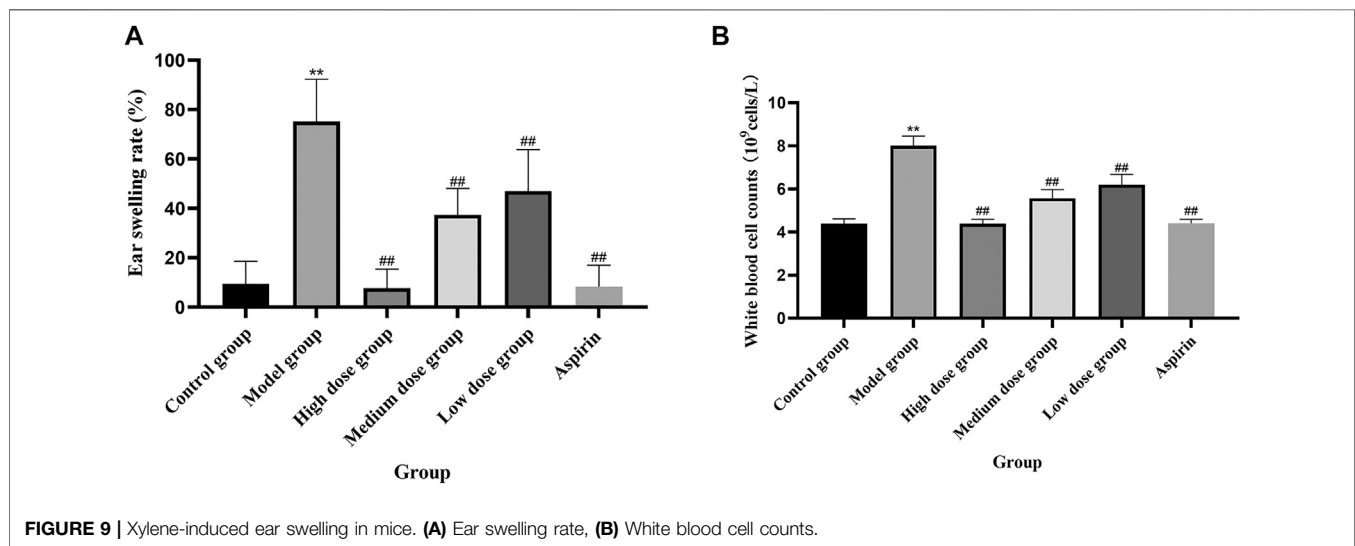 A
Ear swelling rate (%)
100
80
60
40
20
0
**
##
##
##
##
Control group
Model group
High dose group
Medium dose group
Low dose group
Aspirin
Group
B
White blood cell counts (10⁹cells/L)
10
8
6
4
2
0
**
##
##
##
##
Control group
Model group
High dose group
Medium dose group
Low dose group
Aspirin
Group
FIGURE 9 | Xylene-induced ear swelling in mice. (A) Ear swelling rate, (B) White blood cell counts.